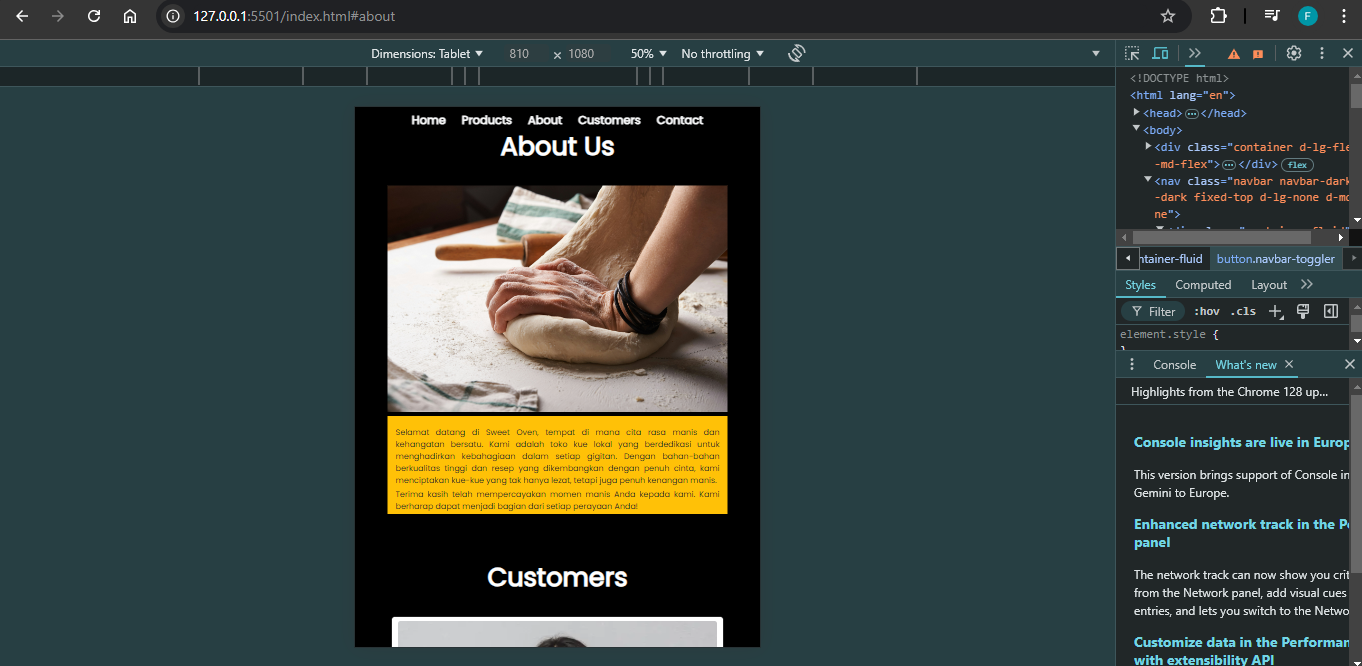 127.0.0.1:5501/index.html#about
F
Dimensions: Tablet 810 × 1080 50% No throttling
Home Products About Customers Contact
About Us
Selamat datang di Sweet Oven, tempat di mana cita rasa manis dan
kehangatan bersatu. Kami adalah toko kue lokal yang berdedikasi untuk
menghadirkan kebahagiaan dalam setiap gigitan. Dengan bahan-bahan
berkualitas tinggi dan resep yang dikembangkan dengan penuh cinta, kami
menciptakan kue-kue yang tak hanya lezat, tetapi juga penuh kenangan manis.
Terima kasih telah mempercayakan momen manis Anda kepada kami. Kami
berharap dapat menjadi bagian dari setiap perayaan Anda!
Customers
<!DOCTYPE html>
<html lang="en">
<head> ... </head>
<body>
<div class="container d-lg-fle
-md-flex"> ... </div> flex
<nav class="navbar navbar-dark
-dark fixed-top d-lg-none d-md
ne">
ntainer-fluid button.navbar-toggler
Styles Computed Layout
Filter :hov .cls
element.style {
Console What's new
Highlights from the Chrome 128 up...
Console insights are live in Europ
This version brings support of Console in
Gemini to Europe.
Enhanced network track in the Pe
panel
The network track can now show you crit
from the Network panel, add visual cues
entries, and lets you switch to the Netwo
Customize data in the Performan
with extensibility API